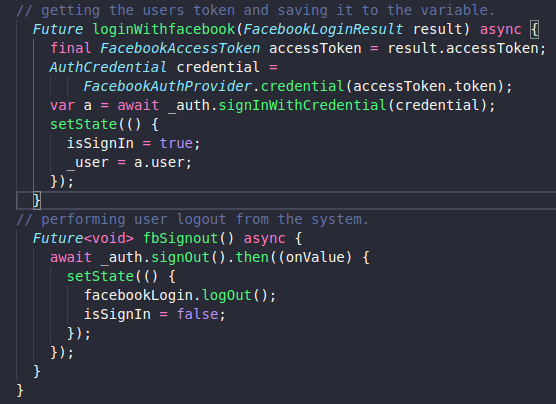 // getting the users token and saving it to the variable.
Future loginWithfacebook(FacebookLoginResult result) async {
final FacebookAccessToken accessToken = result.accessToken;
AuthCredential credential =
FacebookAuthProvider.credential(accessToken.token);
var a = await _auth.signInWithCredential(credential);
setState(() {
isSignIn = true;
_user = a.user;
});
}
// performing user logout from the system.
Future<void> fbSignout() async {
await _auth.signOut().then((onValue) {
setState(() {
facebookLogin.logOut();
isSignIn = false;
});
});
}
}